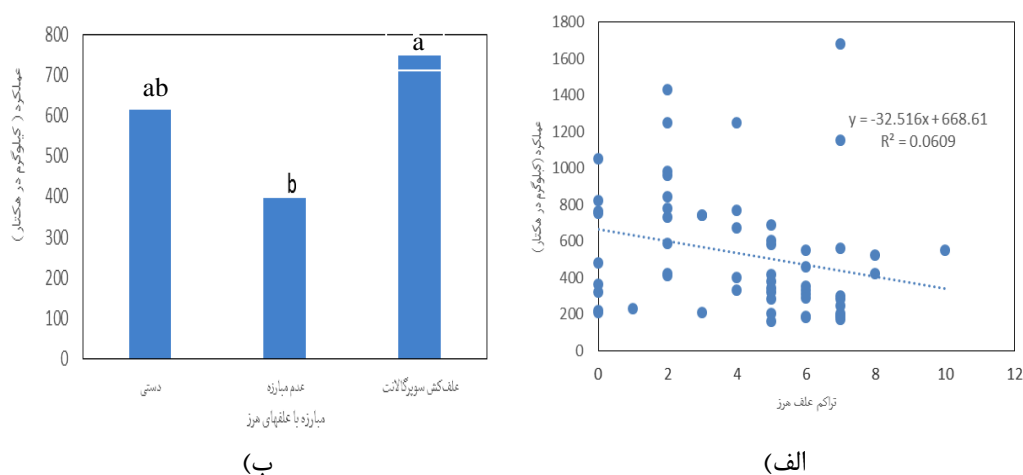 عملکرد (کیلوگرم در هکتار)
1800
1600
1400
1200
1000
800
600
400
200
0
y = -32.516x + 668.61
R² = 0.0609
0 2 4 6 8 10 12
تراکم علف هرز
الف)
عملکرد ( کیلوگرم در هکتار )
800
700
600
500
400
300
200
100
0
ab
b
a
دستی
عدم مبارزه
علف‌کش سوپرگالانت
مبارزه با علفهای هرز
ب)